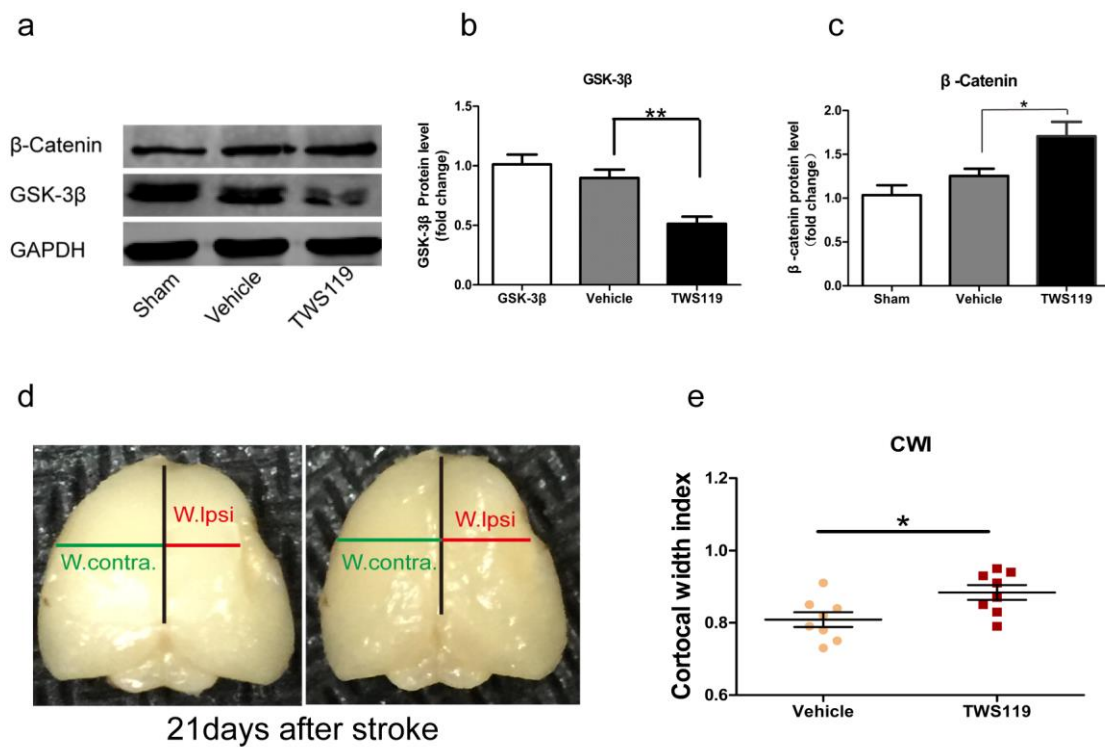 a
β-Catenin
GSK-3β
GAPDH
Sham
Vehicle
TWS119
b
GSK-3β
GSK-3β Protein level
(fold change)
1.5
1.0
0.5
0.0
**
GSK-3β
Vehicle
TWS119
c
β -Catenin
β -catenin protein level
(fold change)
2.0
1.5
1.0
0.5
0.0
*
Sham
Vehicle
TWS119
d
W.Ipsi
W.contra.
W.Ipsi
W.contra.
21days after stroke
e
CWI
Cortocal width index
1.2
1.0
0.8
0.6
*
Vehicle
TWS119